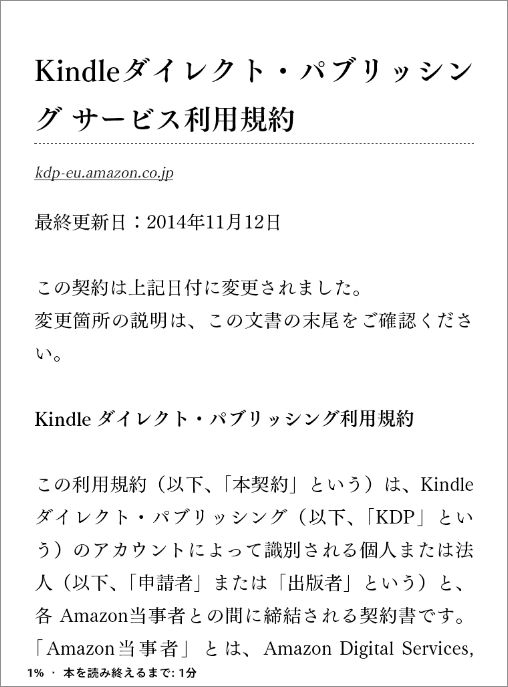 Kindleダイレクト・パブリッシン
グ サービス利用規約
kdp-eu.amazon.co.jp
最終更新日：2014年11月12日
この契約は上記日付に変更されました。
変更箇所の説明は、この文書の末尾をご確認くださ
い。
Kindle ダイレクト・パブリッシング利用規約
この利用規約（以下、「本契約」という）は、Kindle
ダイレクト・パブリッシング（以下、「KDP」とい
う）のアカウントによって識別される個人または法
人（以下、「申請者」または「出版者」という）と、
各 Amazon当事者との間に締結される契約書です。
「Amazon当事者」とは、Amazon Digital Services,
1% ・ 本を読み終えるまで: 1分